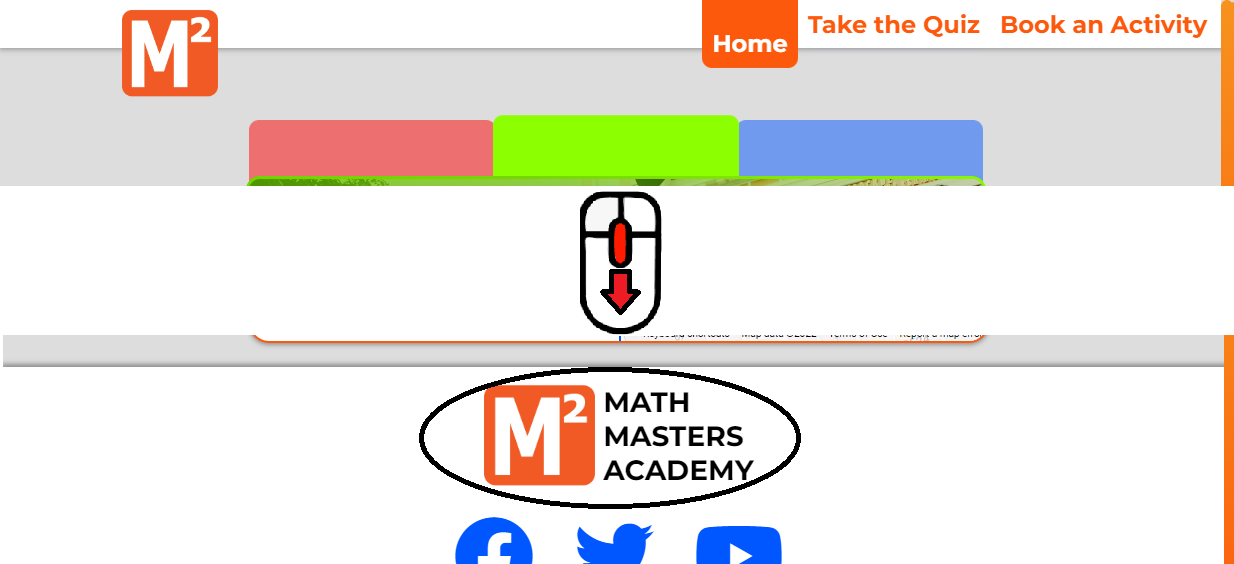 M²
Home
Take the Quiz
Book an Activity
Keyboard shortcuts
Map data ©2022
Terms of Use
Report a map error
M²
MATH
MASTERS
ACADEMY